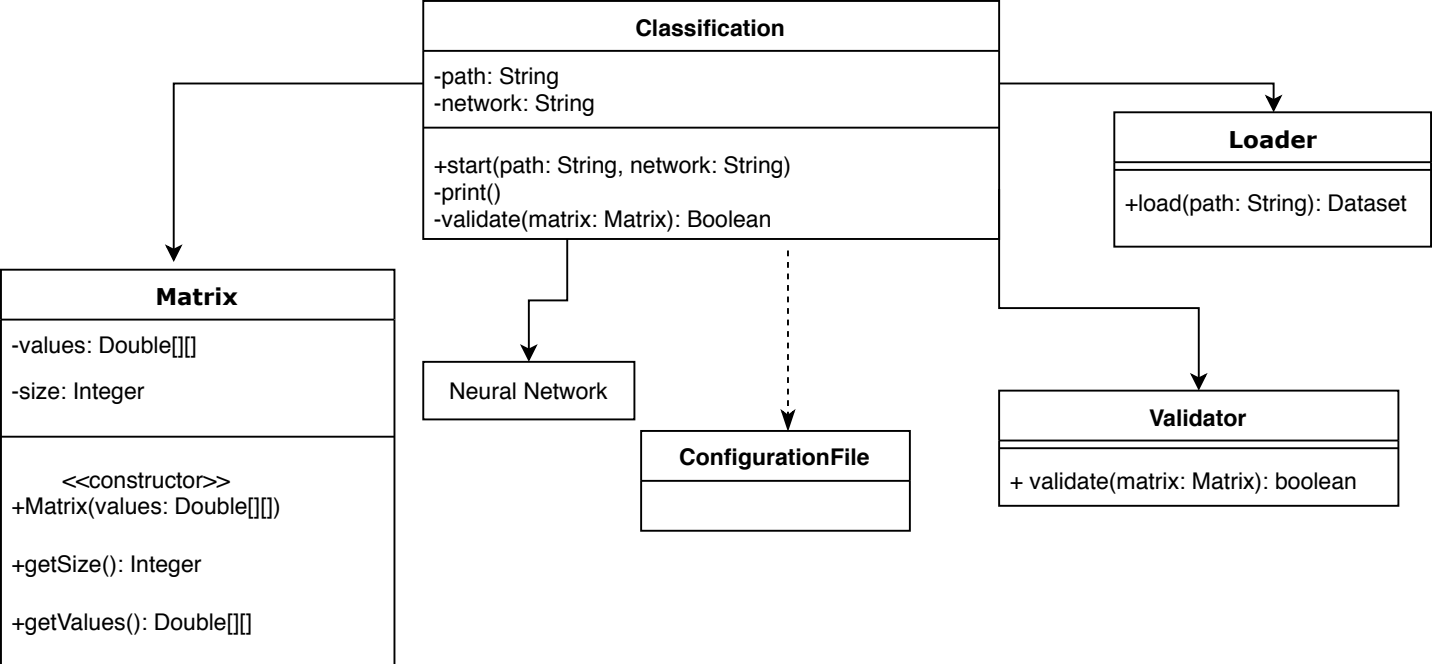 Classification
-path: String
-network: String
+start(path: String, network: String)
-print()
-validate(matrix: Matrix): Boolean
Loader
+load(path: String): Dataset
Matrix
-values: Double[][]
-size: Integer
<<constructor>>
+Matrix(values: Double[][])
+getSize(): Integer
+getValues(): Double[][]
Neural Network
ConfigurationFile
Validator
+ validate(matrix: Matrix): boolean